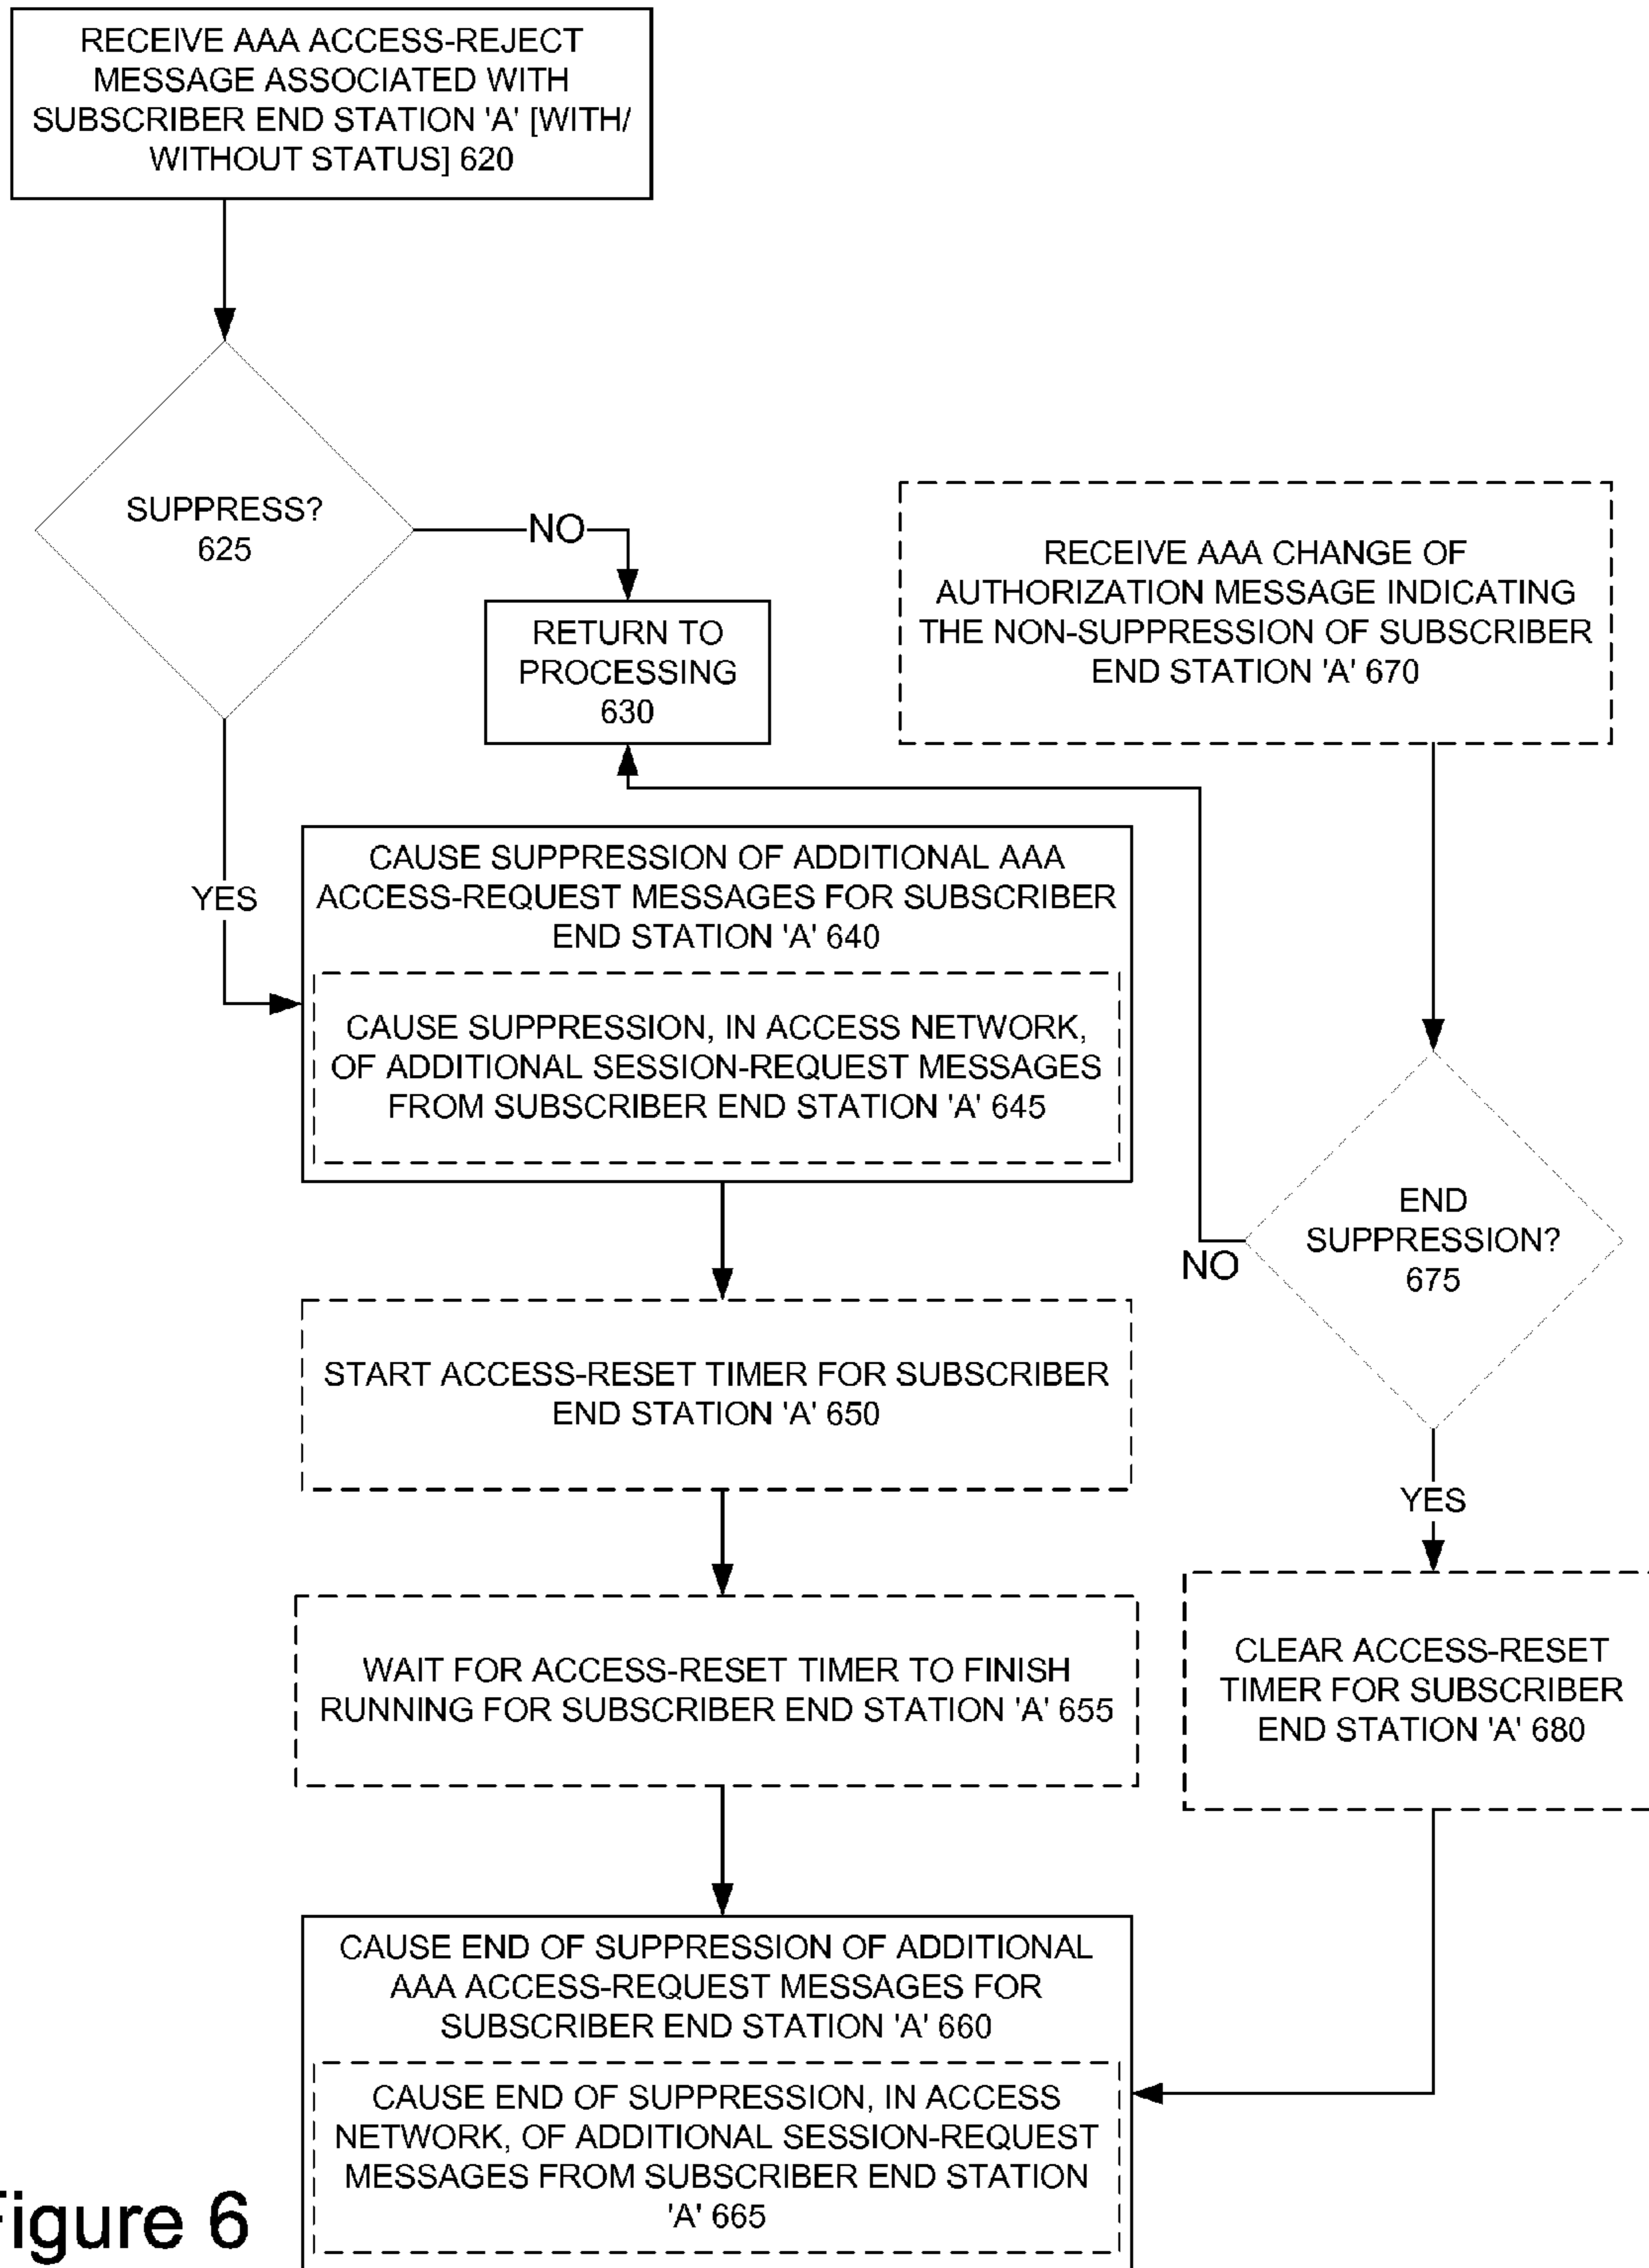 RECEIVE AAA ACCESS-REJECT
MESSAGE ASSOCIATED WITH
SUBSCRIBER END STATION 'A' [WITH/
WITHOUT STATUS] 620
SUPPRESS?
625
NO
RETURN TO
PROCESSING
630
RECEIVE AAA CHANGE OF
AUTHORIZATION MESSAGE INDICATING
THE NON-SUPPRESSION OF SUBSCRIBER
END STATION 'A' 670
YES
CAUSE SUPPRESSION OF ADDITIONAL AAA
ACCESS-REQUEST MESSAGES FOR SUBSCRIBER
END STATION 'A' 640
CAUSE SUPPRESSION, IN ACCESS NETWORK,
OF ADDITIONAL SESSION-REQUEST MESSAGES
FROM SUBSCRIBER END STATION 'A' 645
END
SUPPRESSION?
675
NO
START ACCESS-RESET TIMER FOR SUBSCRIBER
END STATION 'A' 650
YES
WAIT FOR ACCESS-RESET TIMER TO FINISH
RUNNING FOR SUBSCRIBER END STATION 'A' 655
CLEAR ACCESS-RESET
TIMER FOR SUBSCRIBER
END STATION 'A' 680
CAUSE END OF SUPPRESSION OF ADDITIONAL
AAA ACCESS-REQUEST MESSAGES FOR
SUBSCRIBER END STATION 'A' 660
CAUSE END OF SUPPRESSION, IN ACCESS
NETWORK, OF ADDITIONAL SESSION-REQUEST
MESSAGES FROM SUBSCRIBER END STATION
'A' 665
Figure 6